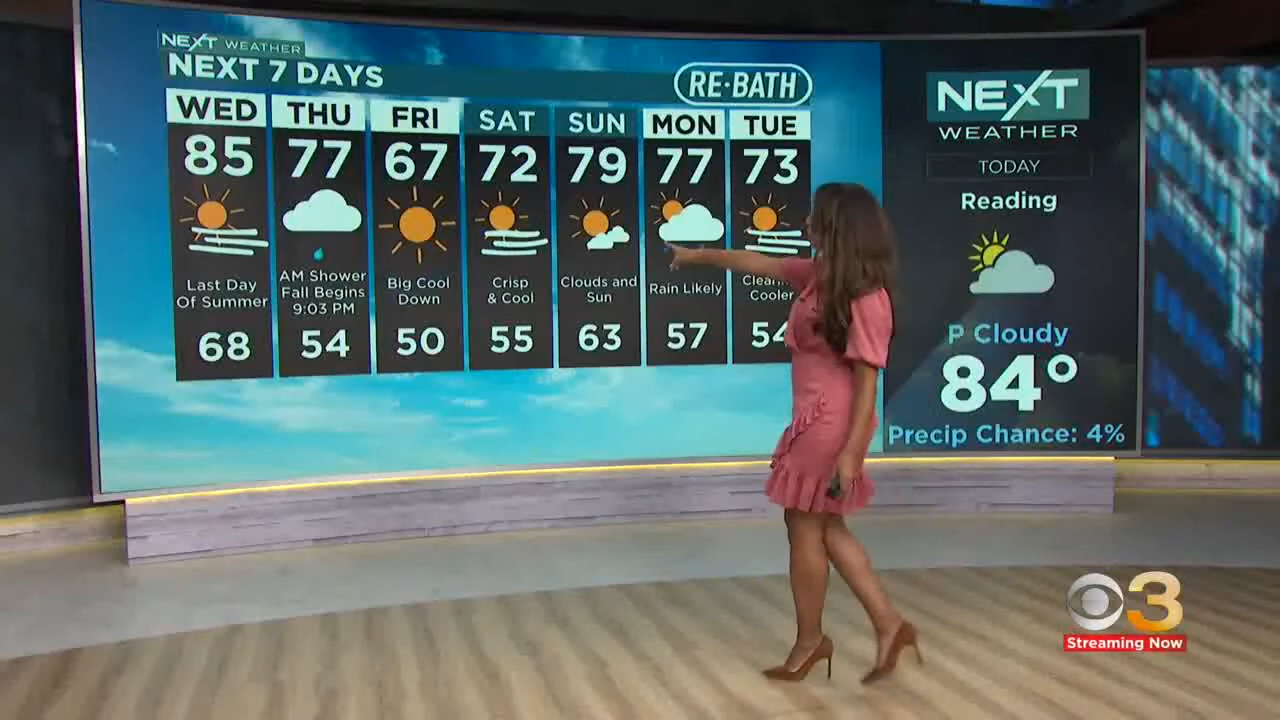 NEXT WEATHER
NEXT 7 DAYS
RE·BATH
WED THU FRI SAT SUN MON TUE
85 77 67 72 79 77 73
Last Day
Of Summer
AM Shower
Fall Begins
9:03 PM
Big Cool
Down
Crisp
& Cool
Clouds and
Sun
Rain Likely
Cooler
68 54 50 55 63 57 54
NEXT
WEATHER
TODAY
Reading
P Cloudy
84°
Precip Chance: 4%
3
Streaming Now